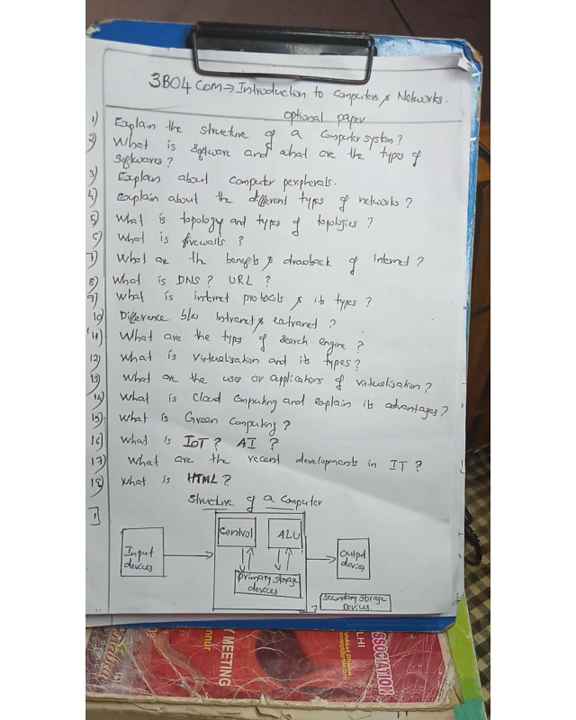 3B04 Com → Introduction to Computers & Networks.
optional paper
1) Explain the structure of a Computer system?
2) What is Software and what are the types of
Softwares?
3) Explain about computer peripherals.
4) Explain about the different types of networks?
5) What is topology and types of topologies?
6) What is firewalls?
7) What are the benefits & drawback of internet?
8) What is DNS? URL?
9) What is internet protocols & its types?
10) Difference b/w Intranet & extranet?
11) What are the types of search engine?
12) What is Virtualisation and its types?
13) What are the use or applications of virtualisation?
14) What is Cloud Computing and explain its advantages?
15) What is Green Computing?
16) What is IoT? AI?
17) What are the recent developments in IT?
18) What is HTML?
Structure of a Computer
Control
ALU
Input
devices
Output
devices
primary storage
devices
Secondary storage
Devices
MEETING
ASSOCIATION